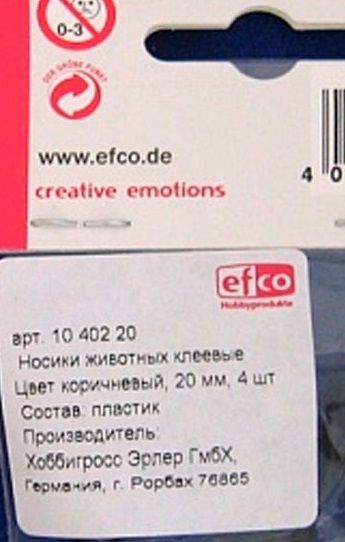 0-3
DER GRÜNE PUNKT
www.efco.de
creative emotions
4 0
efco
Hobbyprodukte
арт. 10 402 20
Носики животных клеевые
Цвет коричневый, 20 мм, 4 шт
Состав: пластик
Производитель:
Хоббигросс Эрлер ГмбХ,
Германия, г. Рорбах 76865